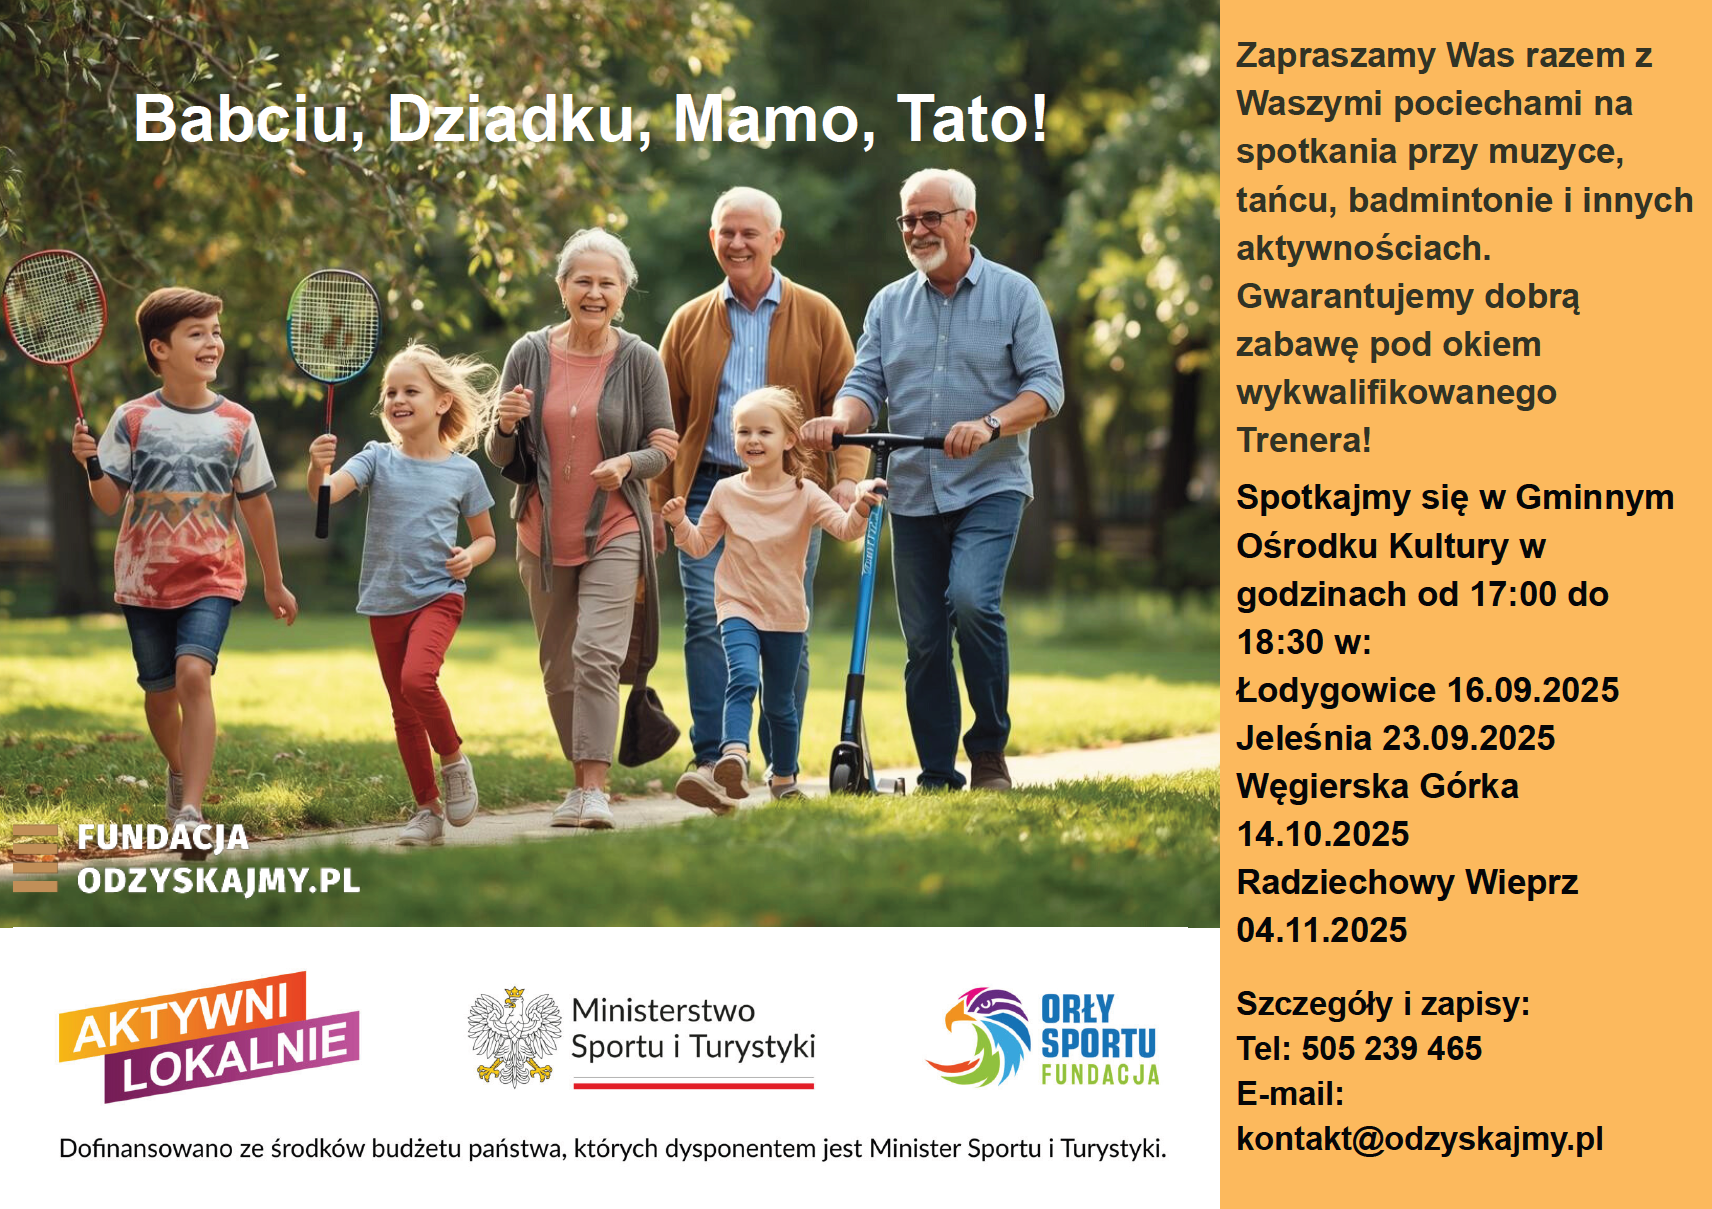 Babciu, Dziadku, Mamo, Tato!
FUNDACJA
ODZYSKAJMY.PL
AKTYWNI
LOKALNIE
Ministerstwo
Sportu i Turystyki
ORŁY
SPORTU
FUNDACJA
Dofinansowano ze środków budżetu państwa, których dysponentem jest Minister Sportu i Turystyki.
Zapraszamy Was razem z
Waszymi pociechami na
spotkania przy muzyce,
tańcu, badmintonie i innych
aktywnościach.
Gwarantujemy dobrą
zabawę pod okiem
wykwalifikowanego
Trenera!
Spotkajmy się w Gminnym
Ośrodku Kultury w
godzinach od 17:00 do
18:30 w:
Łodygowice 16.09.2025
Jeleśnia 23.09.2025
Węgierska Górka
14.10.2025
Radziechowy Wieprz
04.11.2025
Szczegóły i zapisy:
Tel: 505 239 465
E-mail:
kontakt@odzyskajmy.pl